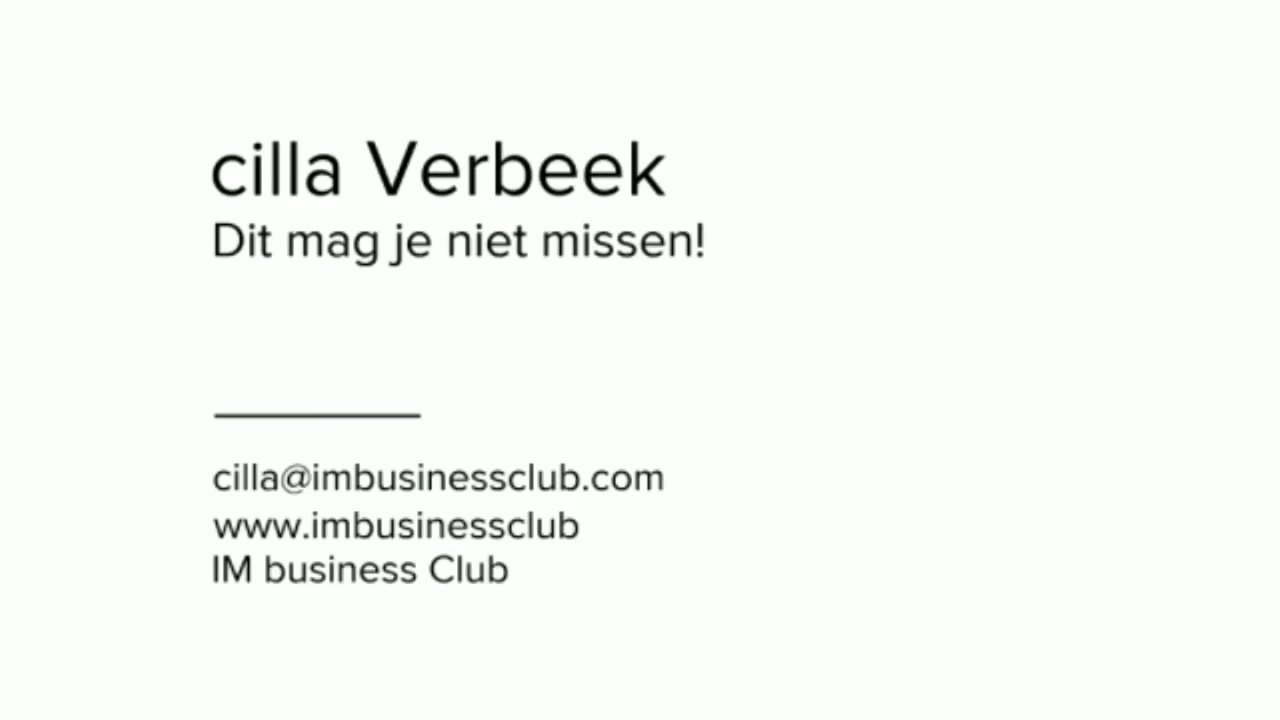 cilla Verbeek
Dit mag je niet missen!
cilla@imbusinessclub.com
www.imbusinessclub
IM business Club